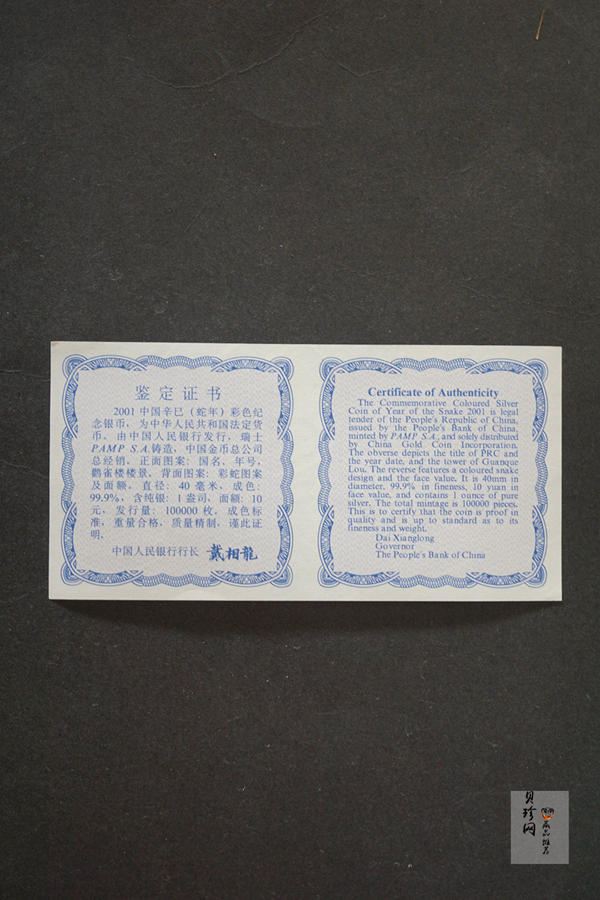 鉴定证书
2001 中国辛巳（蛇年）彩色纪
念银币，为中华人民共和国法定货
币。由中国人民银行发行，瑞士
PAMP S.A.铸造，中国金币总公司
总经销，正面图案：国名、年号，
鹳雀楼楼景，背面图案：彩蛇图案
及面额，直径：40 毫米，成色：
99.9%，含纯银：1 盎司，面额：10
元，发行量：100000 枚。成色标
准，重量合格，质量精制，谨此证
明。
中国人民银行行长 戴相龍
Certificate of Authenticity
The Commemorative Coloured Silver
Coin of Year of the Snake 2001 is legal
tender of the People's Republic of China,
issued by the People's Bank of China,
minted by PAMP S.A., and solely distributed
by China Gold Coin Incorporation.
The obverse depicts the title of PRC and
the year date, and the tower of Guanque
Lou. The reverse features a coloured snake
design and the face value. It is 40mm in
diameter, 99.9% in fineness, 10 yuan in
face value, and contains 1 ounce of pure
silver. The total mintage is 100000 pieces.
This is to certify that the coin is proof in
quality and is up to standard as to its
fineness and weight.
Dai Xianglong
Governor
The People's Bank of China
贝珍网
藏品推荐